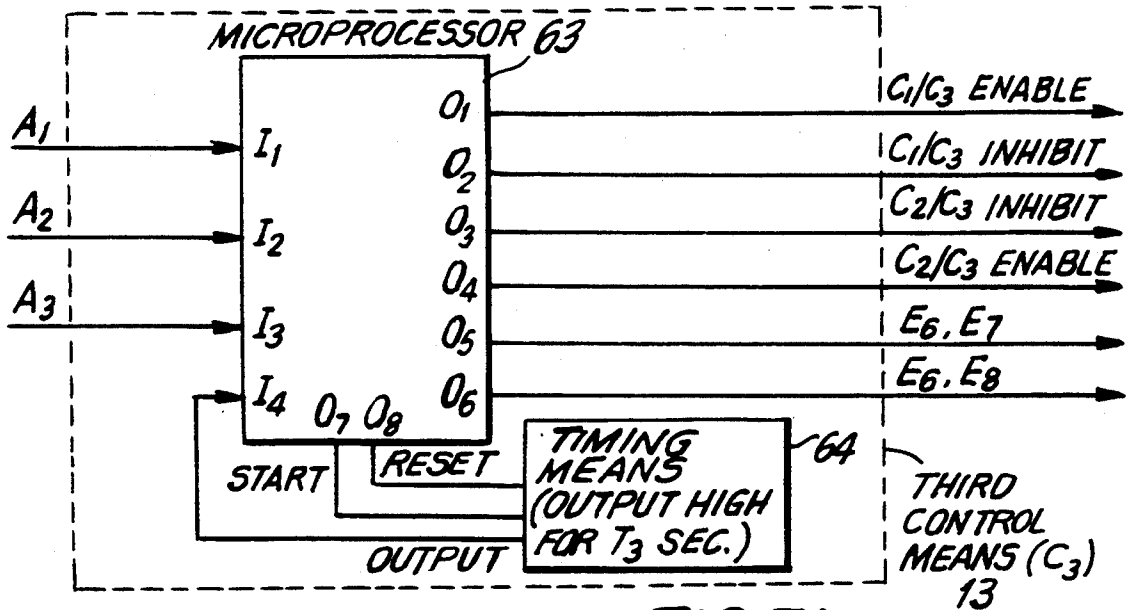 MICROPROCESSOR 63
A1
A2
A3
I1
I2
I3
I4
O1
O2
O3
O4
O5
O6
O7 O8
C1/C3 ENABLE
C1/C3 INHIBIT
C2/C3 INHIBIT
C2/C3 ENABLE
E6, E7
E6, E8
START
RESET
OUTPUT
TIMING
MEANS
(OUTPUT HIGH
FOR T3 SEC.)
64
THIRD
CONTROL
MEANS (C3)
13